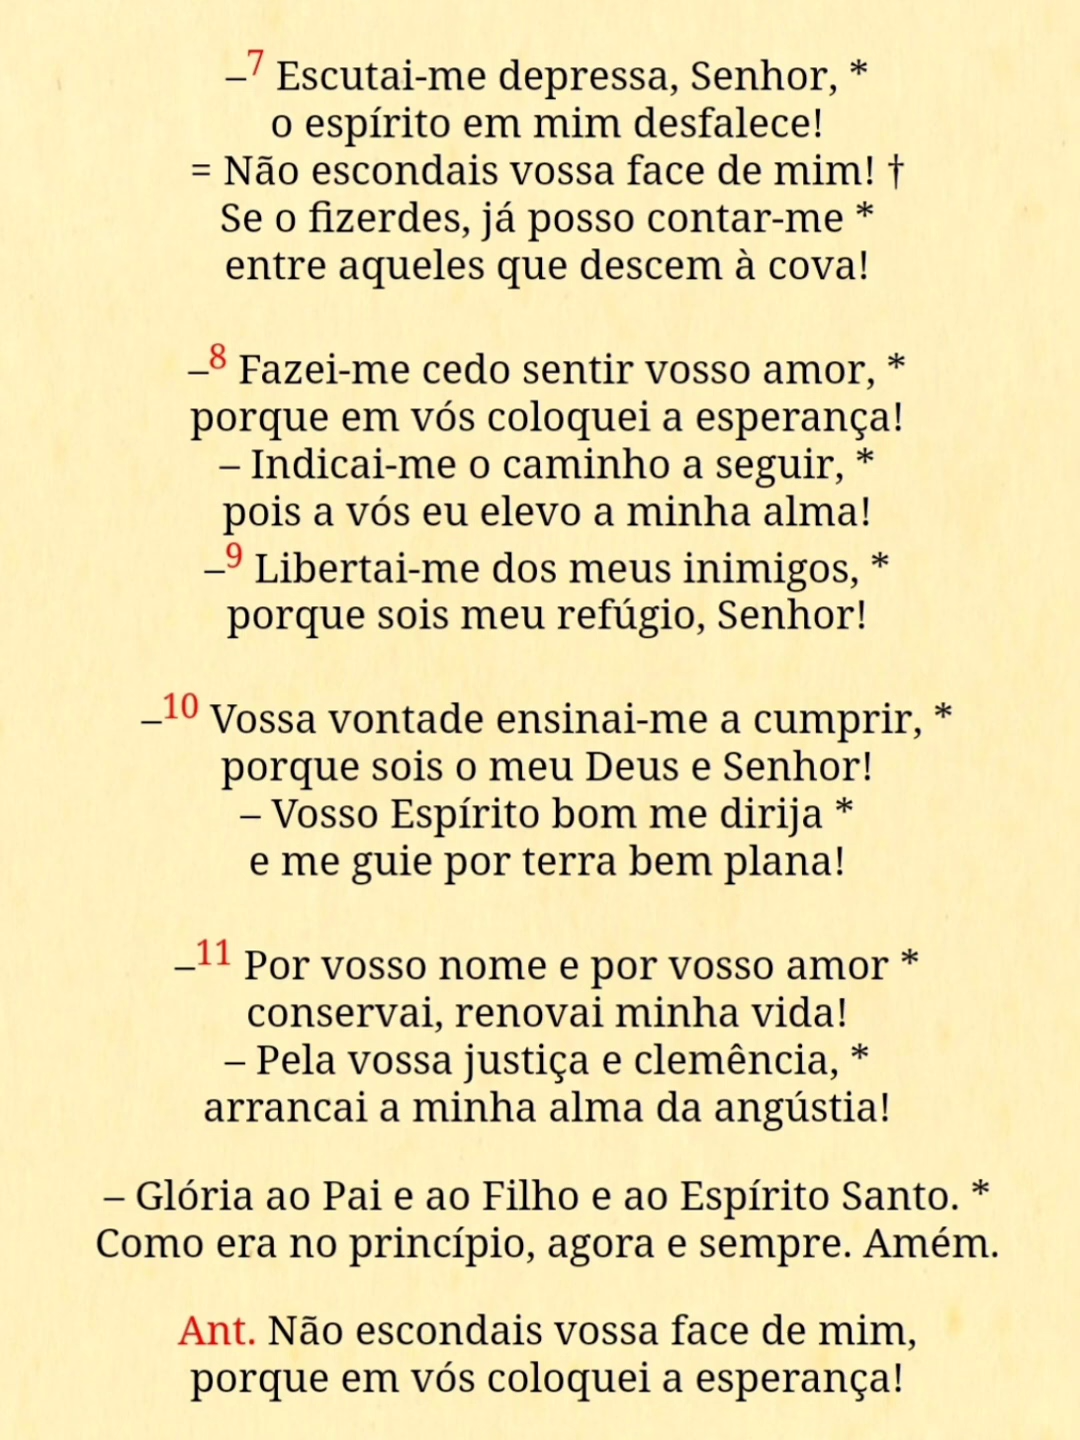 –7 Escutai-me depressa, Senhor, *
o espírito em mim desfalece!
= Não escondais vossa face de mim! †
Se o fizerdes, já posso contar-me *
entre aqueles que descem à cova!
–8 Fazei-me cedo sentir vosso amor, *
porque em vós coloquei a esperança!
– Indicai-me o caminho a seguir, *
pois a vós eu elevo a minha alma!
–9 Libertai-me dos meus inimigos, *
porque sois meu refúgio, Senhor!
–10 Vossa vontade ensinai-me a cumprir, *
porque sois o meu Deus e Senhor!
– Vosso Espírito bom me dirija *
e me guie por terra bem plana!
–11 Por vosso nome e por vosso amor *
conservai, renovai minha vida!
– Pela vossa justiça e clemência, *
arrancai a minha alma da angústia!
– Glória ao Pai e ao Filho e ao Espírito Santo. *
Como era no princípio, agora e sempre. Amém.
Ant. Não escondais vossa face de mim,
porque em vós coloquei a esperança!